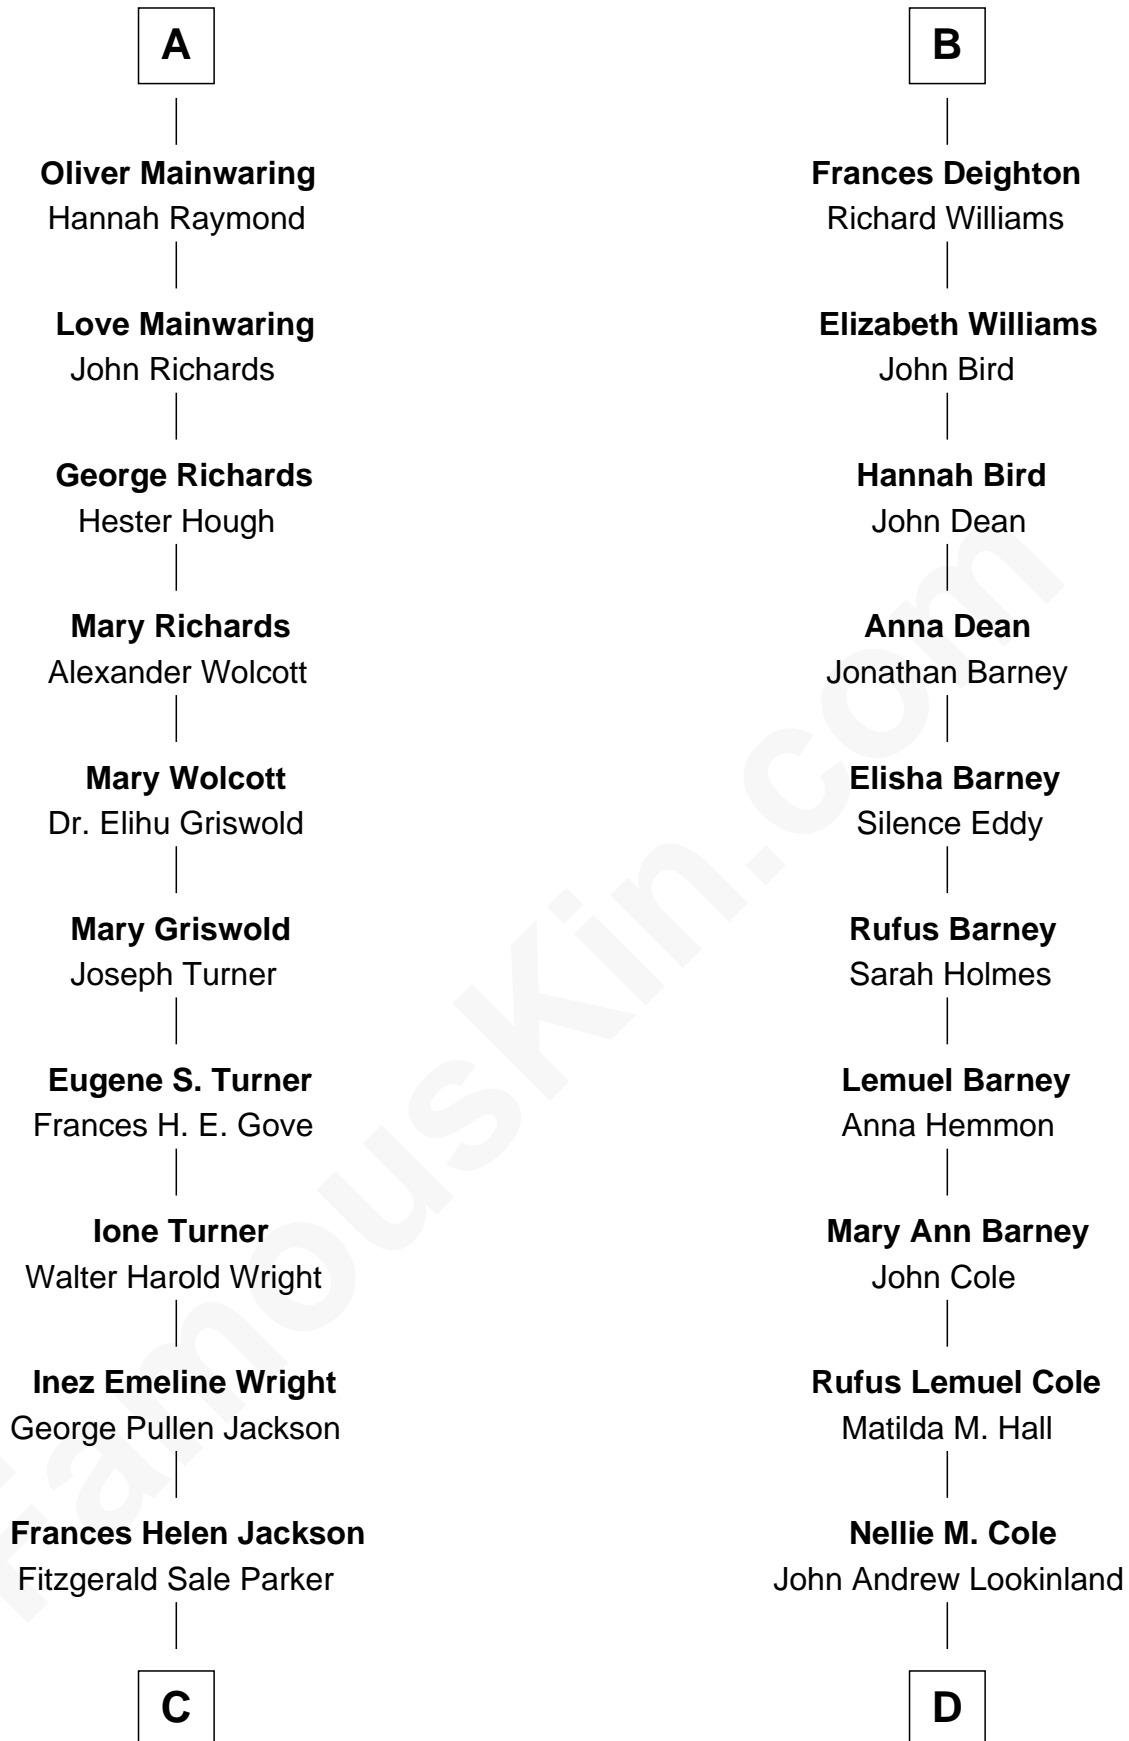 A
Oliver Mainwaring
Hannah Raymond
Love Mainwaring
John Richards
George Richards
Hester Hough
Mary Richards
Alexander Wolcott
Mary Wolcott
Dr. Elihu Griswold
Mary Griswold
Joseph Turner
Eugene S. Turner
Frances H. E. Gove
Ione Turner
Walter Harold Wright
Inez Emeline Wright
George Pullen Jackson
Frances Helen Jackson
Fitzgerald Sale Parker
C
B
Frances Deighton
Richard Williams
Elizabeth Williams
John Bird
Hannah Bird
John Dean
Anna Dean
Jonathan Barney
Elisha Barney
Silence Eddy
Rufus Barney
Sarah Holmes
Lemuel Barney
Anna Hemmon
Mary Ann Barney
John Cole
Rufus Lemuel Cole
Matilda M. Hall
Nellie M. Cole
John Andrew Lookinland
D
FamousKin.com